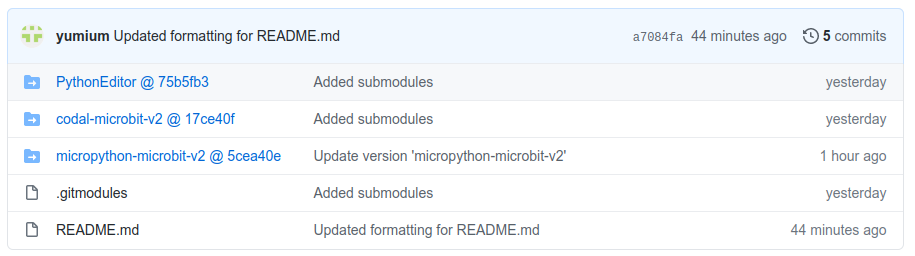 yumium Updated formatting for README.md a7084fa 44 minutes ago 5 commits
PythonEditor @ 75b5fb3 Added submodules yesterday
codal-microbit-v2 @ 17ce40f Added submodules yesterday
micropython-microbit-v2 @ 5cea40e Update version 'micropython-microbit-v2' 1 hour ago
.gitmodules Added submodules yesterday
README.md Updated formatting for README.md 44 minutes ago